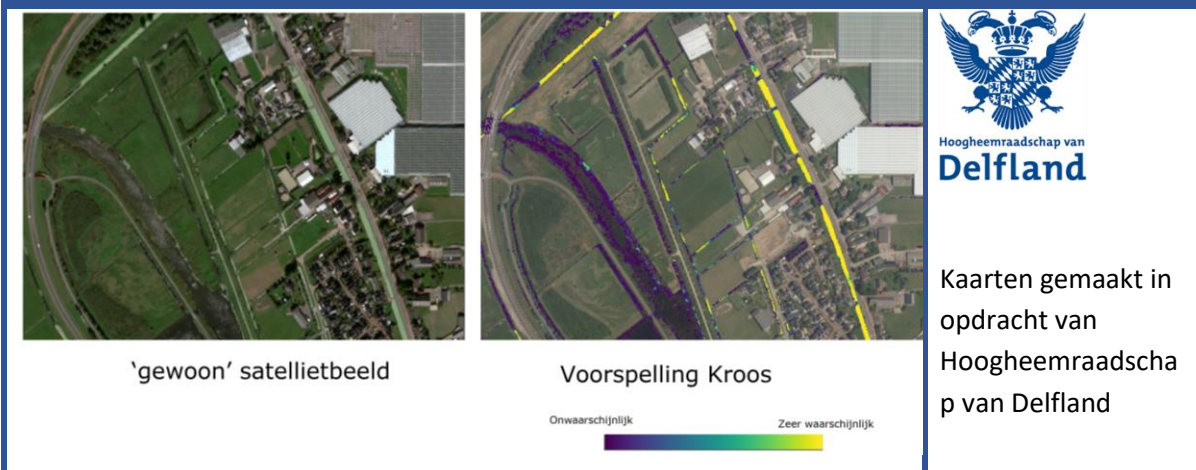 'gewoon' satellietbeeld
Voorspelling Kroos
Onwaarschijnlijk
Zeer waarschijnlijk
Hoogheemraadschap van
Delfland
Kaarten gemaakt in
opdracht van
Hoogheemraadscha
p van Delfland